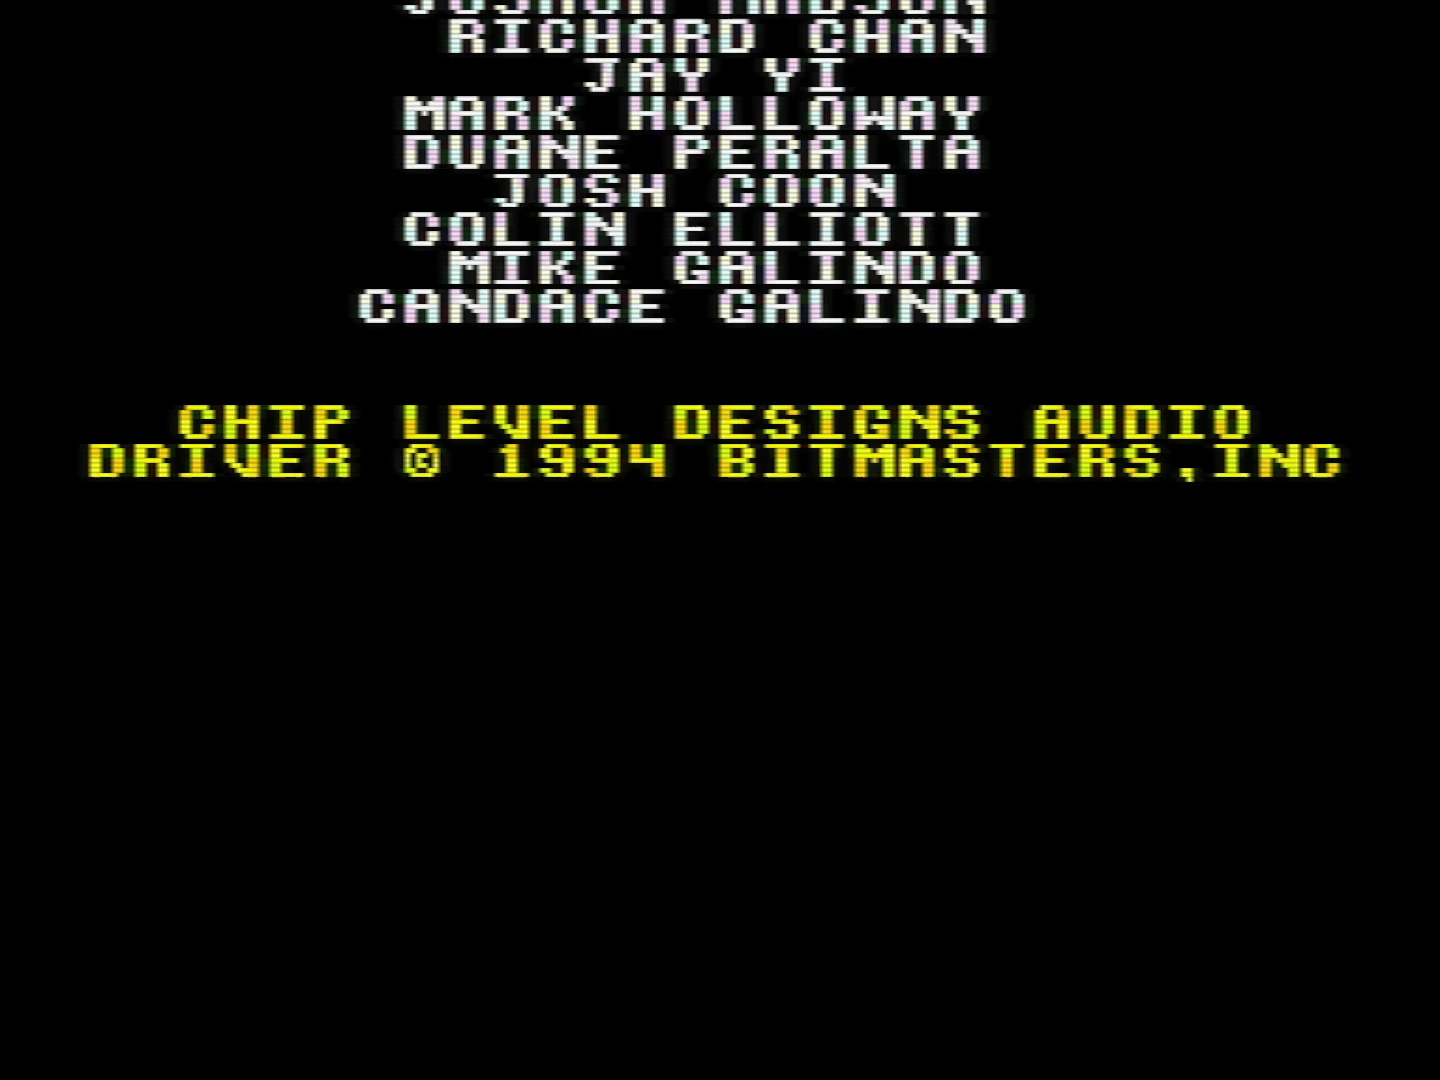 RICHARD CHAN
JAY YI
MARK HOLLOWAY
DUANE PERALTA
JOSH COON
COLIN ELLIOTT
MIKE GALINDO
CANDACE GALINDO
CHIP LEVEL DESIGNS AUDIO
DRIVER © 1994 BITMASTERS,INC